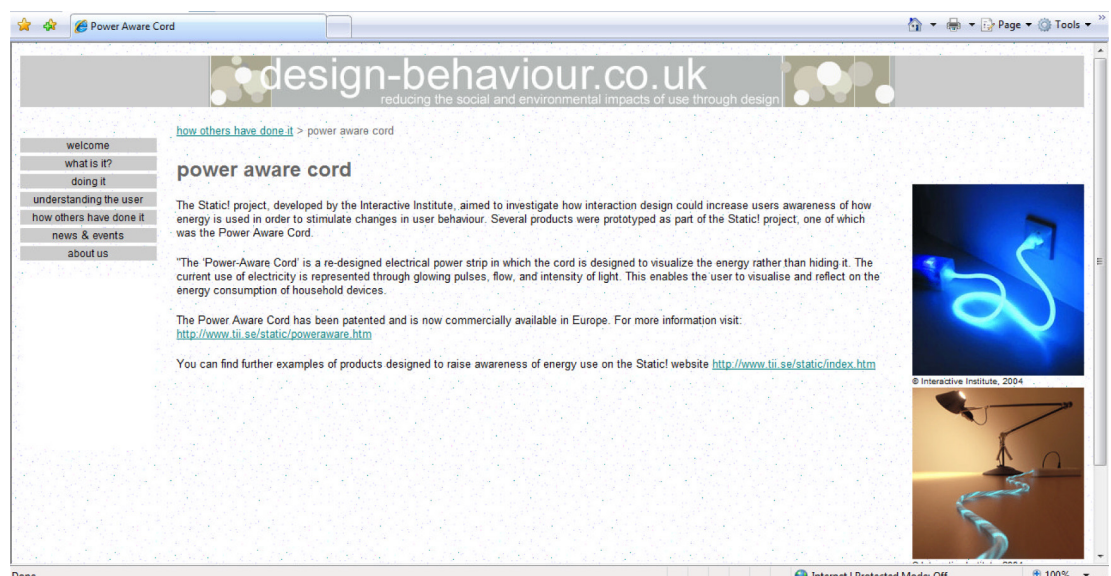 Power Aware Cord
Page
Tools
design-behaviour.co.uk
reducing the social and environmental impacts of use through design
welcome
what is it?
doing it
understanding the user
how others have done it
news & events
about us
how others have done it > power aware cord
power aware cord
The Static! project, developed by the Interactive Institute, aimed to investigate how interaction design could increase users awareness of how
energy is used in order to stimulate changes in user behaviour. Several products were prototyped as part of the Static! project, one of which
was the Power Aware Cord.
"The 'Power-Aware Cord' is a re-designed electrical power strip in which the cord is designed to visualize the energy rather than hiding it. The
current use of electricity is represented through glowing pulses, flow, and intensity of light. This enables the user to visualise and reflect on the
energy consumption of household devices.
The Power Aware Cord has been patented and is now commercially available in Europe. For more information visit:
http://www.tii.se/static/poweraware.htm
You can find further examples of products designed to raise awareness of energy use on the Static! website http://www.tii.se/static/index.htm
© Interactive Institute, 2004
© Interactive Institute, 2004
Done
Internet | Protected Mode: Off
100%